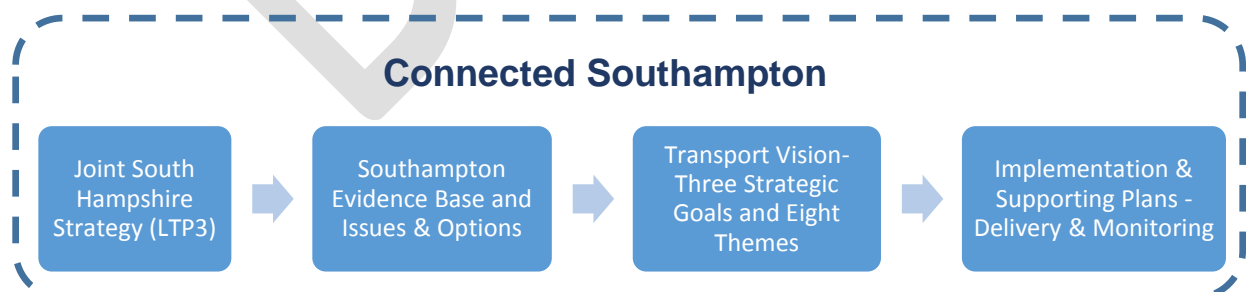 Connected Southampton
Joint South
Hampshire
Strategy (LTP3)
Southampton
Evidence Base and
Issues & Options
Transport Vision-
Three Strategic
Goals and Eight
Themes
Implementation &
Supporting Plans -
Delivery & Monitoring